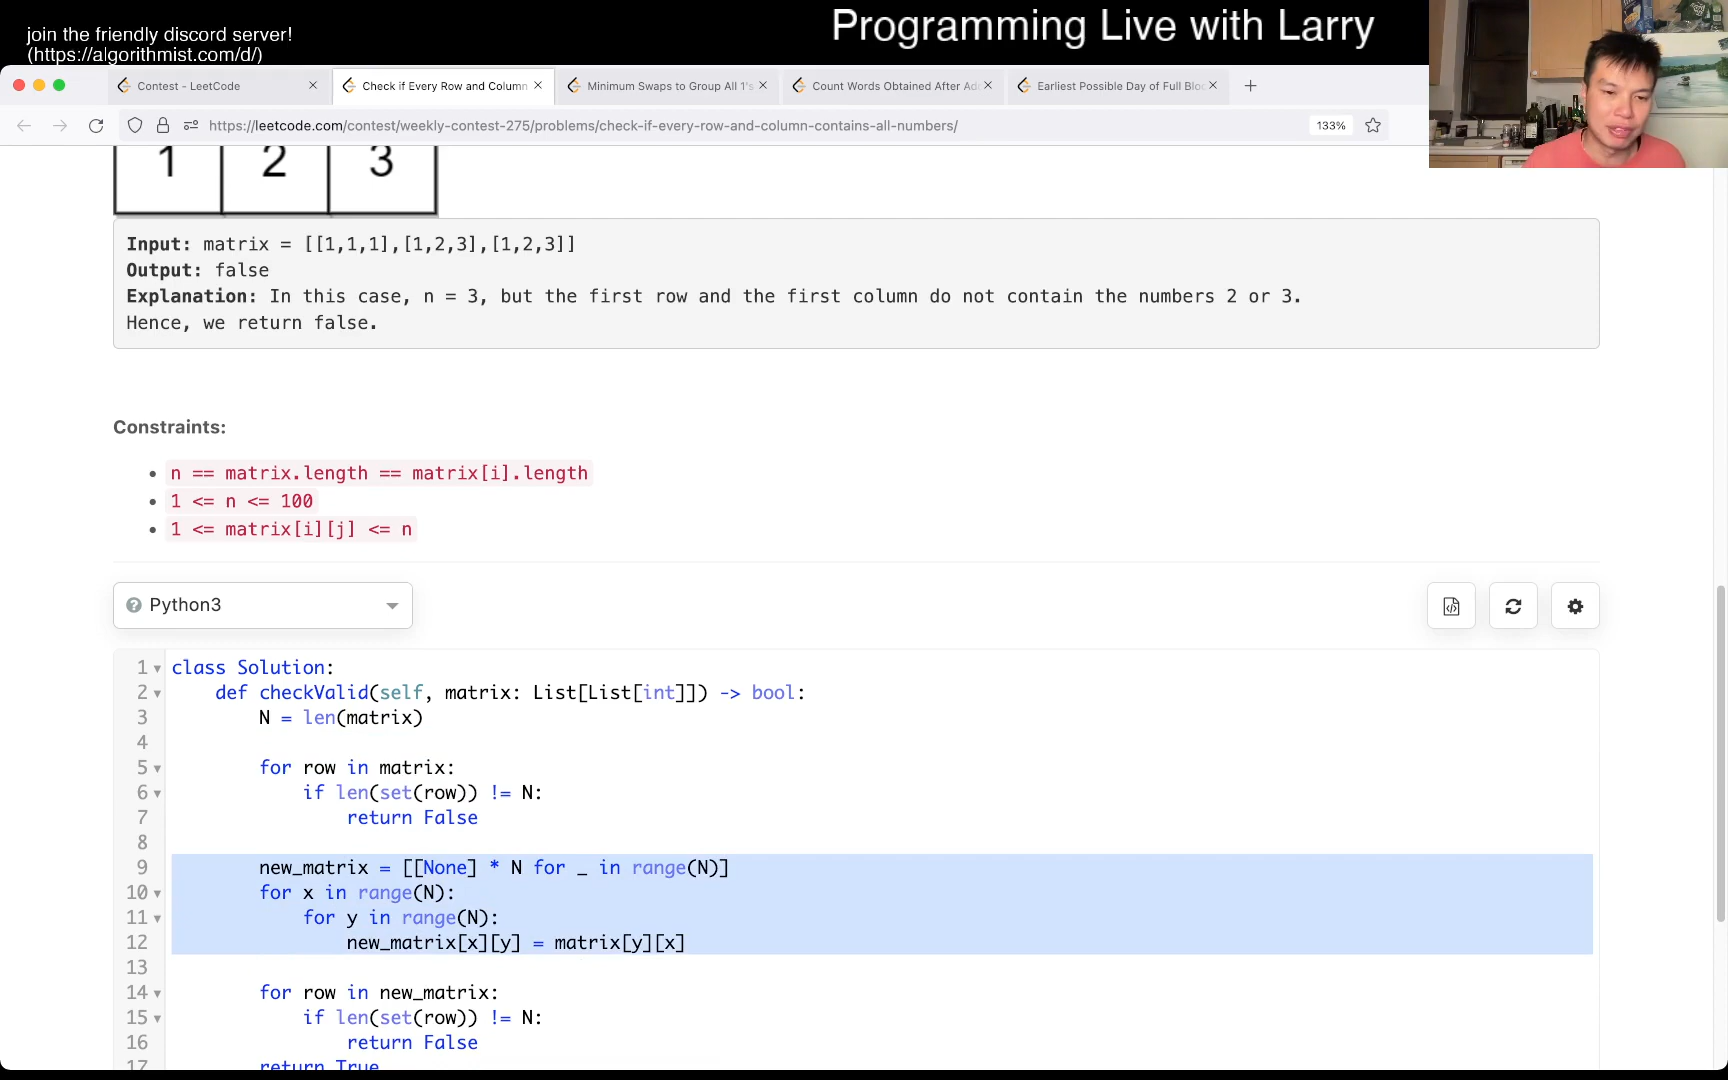 join the friendly discord server!
(https://algorithmist.com/d/)
Programming Live with Larry
Contest - LeetCode
Check if Every Row and Column
Minimum Swaps to Group All 1's
Count Words Obtained After Ad
Earliest Possible Day of Full Bloo
https://leetcode.com/contest/weekly-contest-275/problems/check-if-every-row-and-column-contains-all-numbers/
133%
1 2 3
Input: matrix = [[1,1,1],[1,2,3],[1,2,3]]
Output: false
Explanation: In this case, n = 3, but the first row and the first column do not contain the numbers 2 or 3.
Hence, we return false.
Constraints:
n == matrix.length == matrix[i].length
1 <= n <= 100
1 <= matrix[i][j] <= n
Python3
1 class Solution:
2 def checkValid(self, matrix: List[List[int]]) -> bool:
3 N = len(matrix)
4
5 for row in matrix:
6 if len(set(row)) != N:
7 return False
8
9 new_matrix = [[None] * N for _ in range(N)]
10 for x in range(N):
11 for y in range(N):
12 new_matrix[x][y] = matrix[y][x]
13
14 for row in new_matrix:
15 if len(set(row)) != N:
16 return False
17 return True